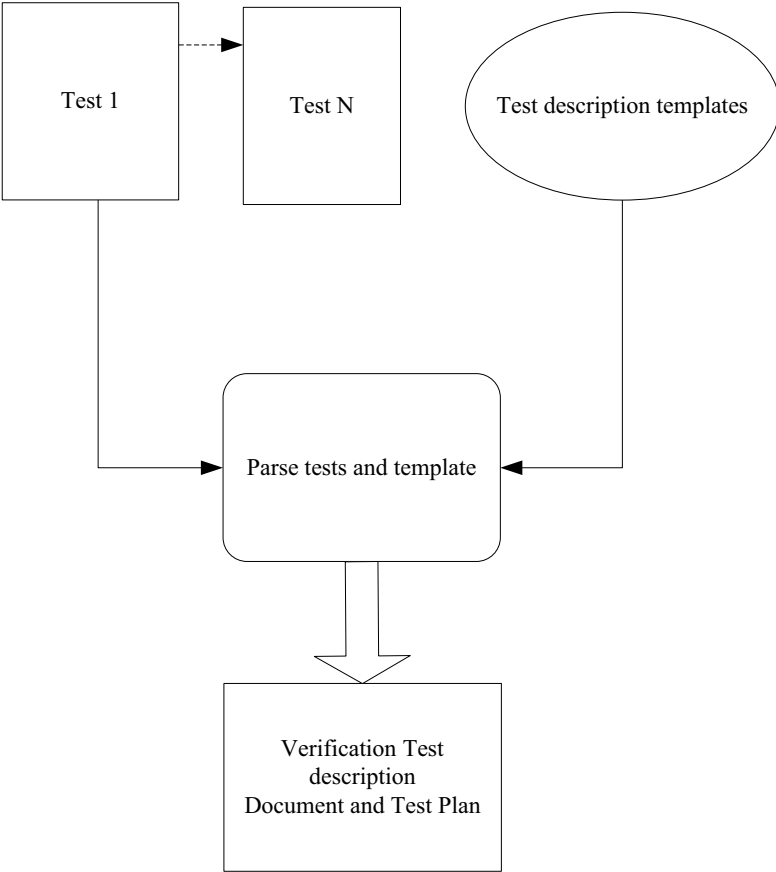 Test 1
Test N
Test description templates
Parse tests and template
Verification Test
description
Document and Test Plan